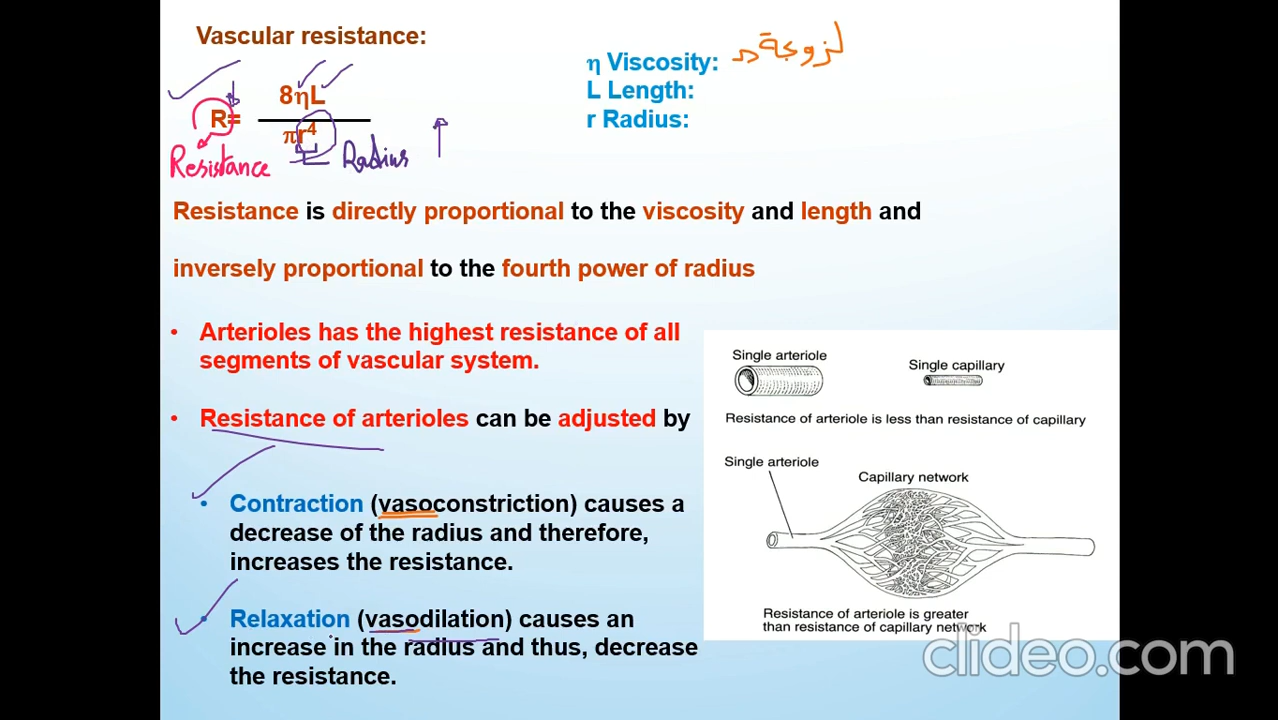 Vascular resistance:
R= 8ηL
πr⁴
Resistance
Radius
η Viscosity: لزوجة
L Length:
r Radius:
Resistance is directly proportional to the viscosity and length and
inversely proportional to the fourth power of radius
• Arterioles has the highest resistance of all
segments of vascular system.
• Resistance of arterioles can be adjusted by
• Contraction (vasoconstriction) causes a
decrease of the radius and therefore,
increases the resistance.
• Relaxation (vasodilation) causes an
increase in the radius and thus, decrease
the resistance.
Single arteriole
Single capillary
Resistance of arteriole is less than resistance of capillary
Single arteriole
Capillary network
Resistance of arteriole is greater
than resistance of capillary network
clideo.com